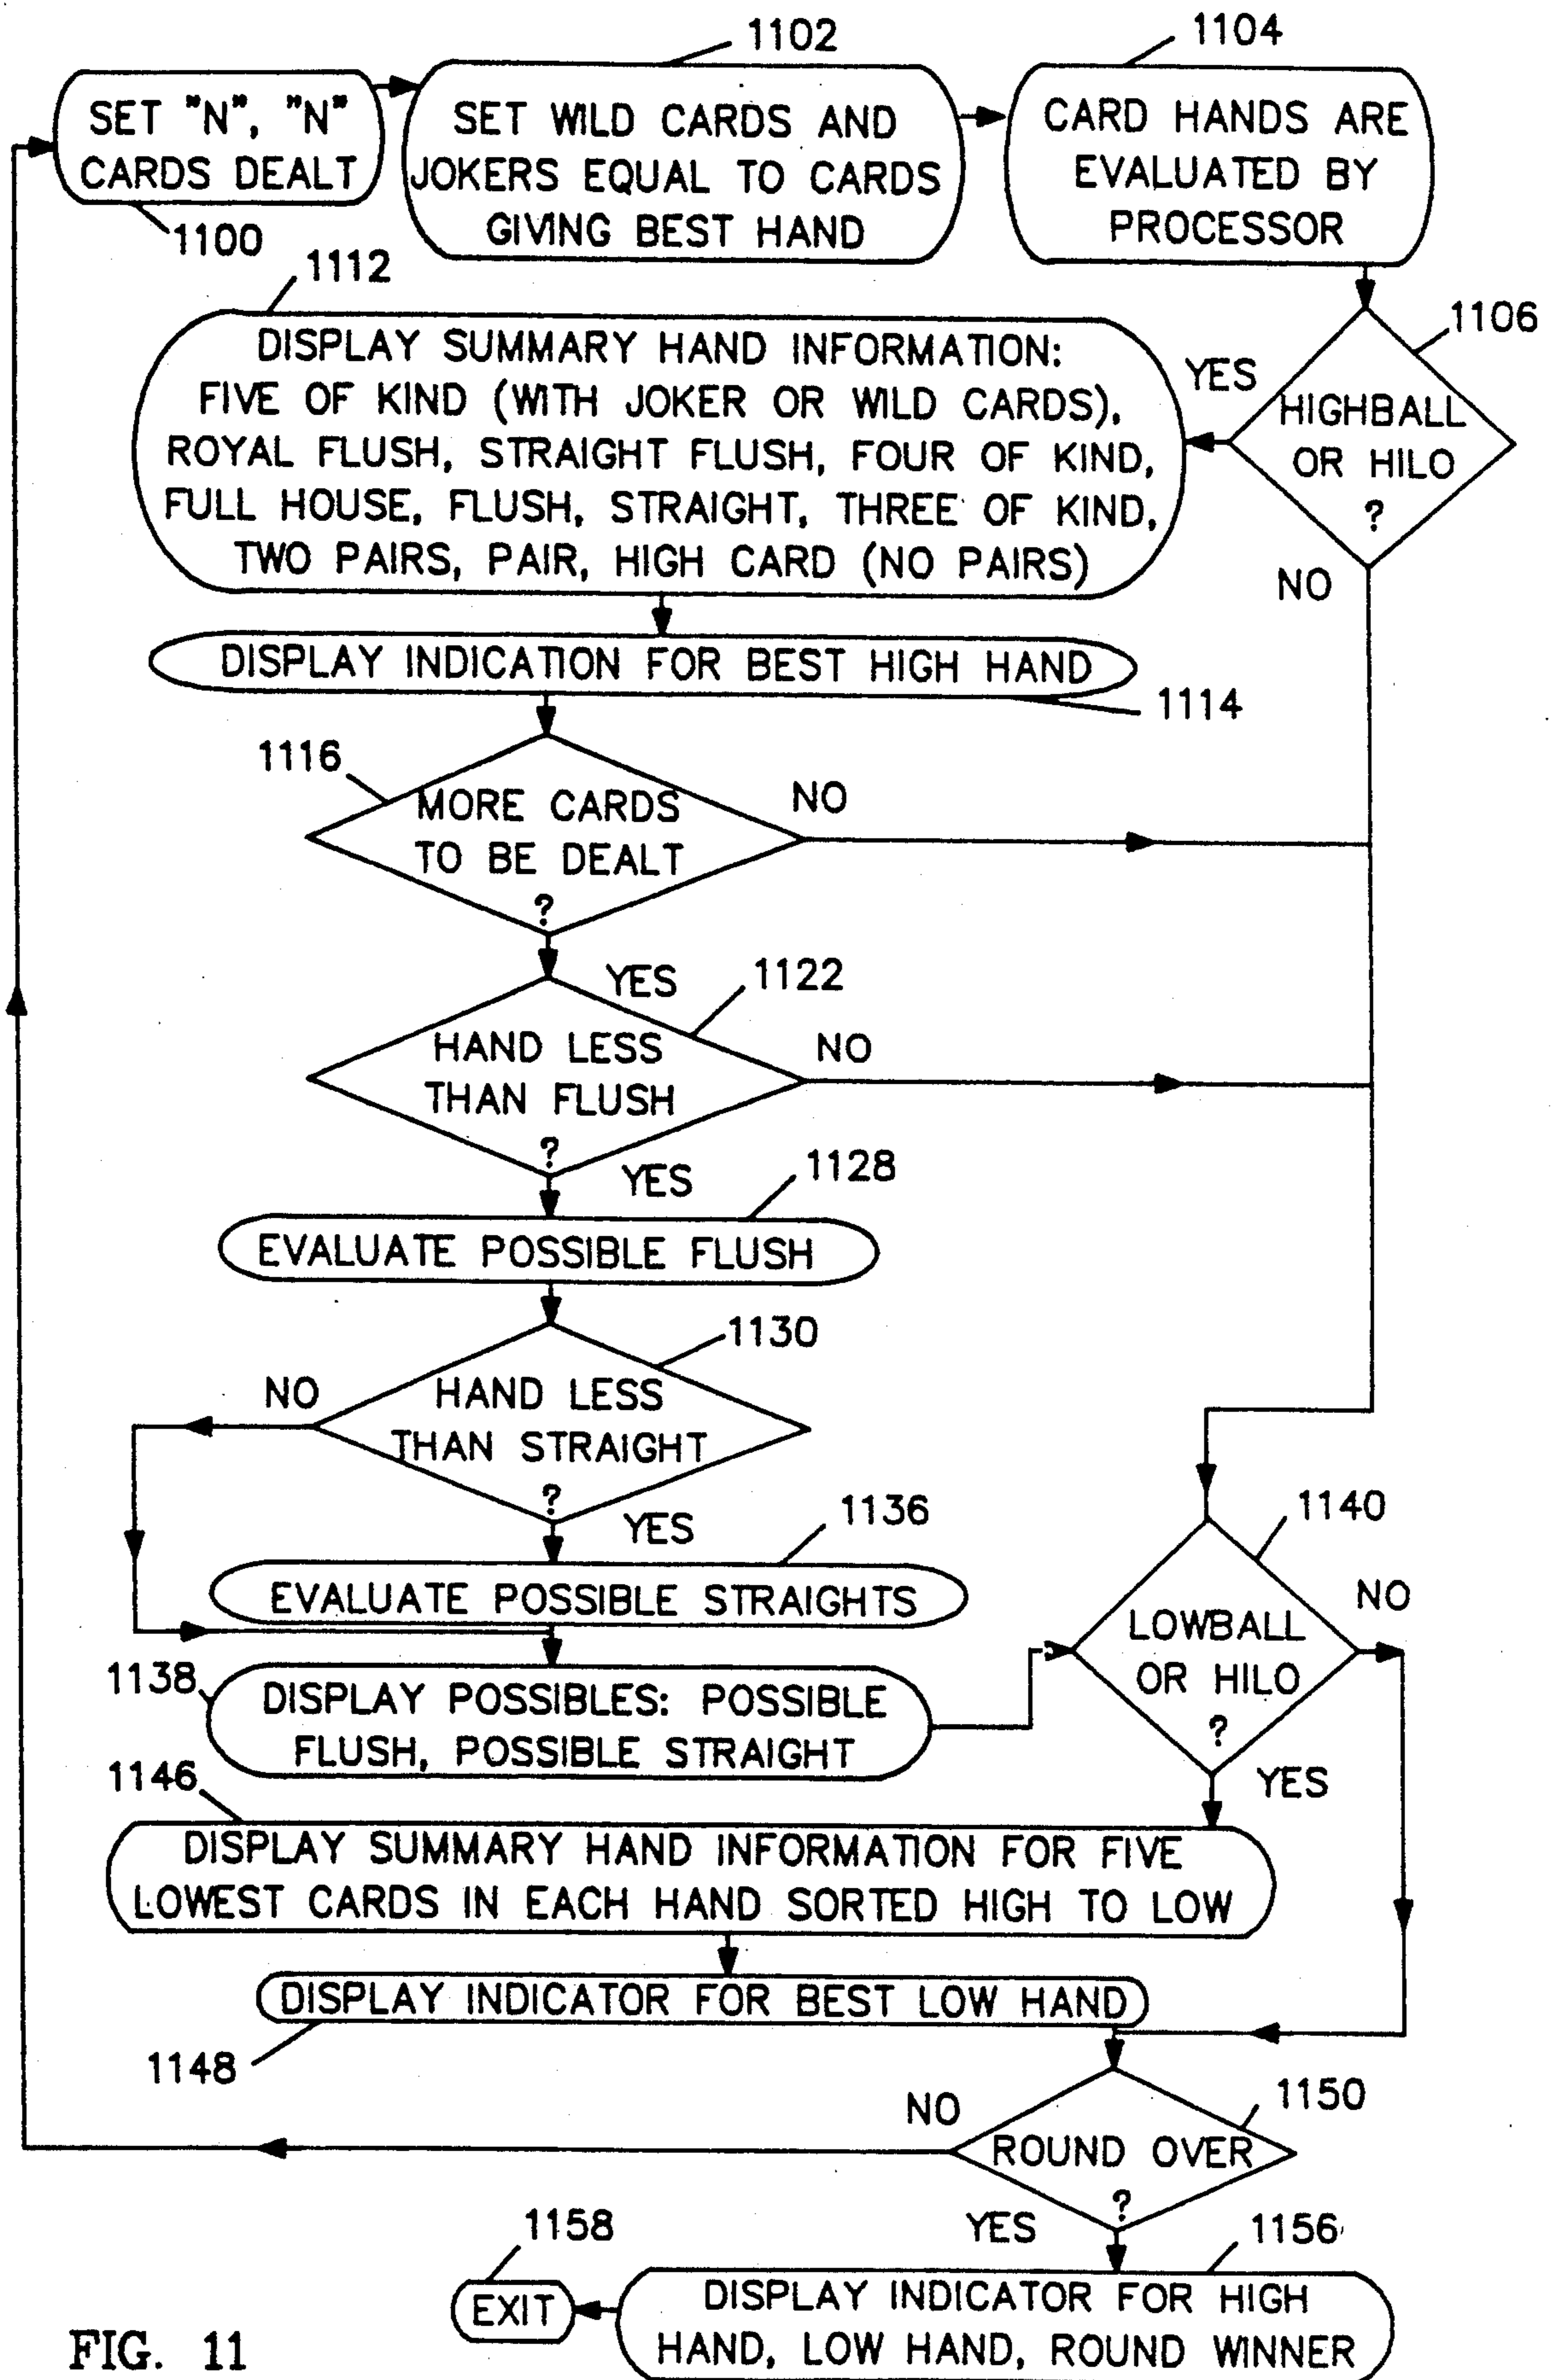 1102
1104
SET "N", "N"
CARDS DEALT
1100
SET WILD CARDS AND
JOKERS EQUAL TO CARDS
GIVING BEST HAND
CARD HANDS ARE
EVALUATED BY
PROCESSOR
1112
1106
DISPLAY SUMMARY HAND INFORMATION:
FIVE OF KIND (WITH JOKER OR WILD CARDS),
ROYAL FLUSH, STRAIGHT FLUSH, FOUR OF KIND,
FULL HOUSE, FLUSH, STRAIGHT, THREE OF KIND,
TWO PAIRS, PAIR, HIGH CARD (NO PAIRS)
YES
HIGHBALL
OR HILO
?
NO
DISPLAY INDICATION FOR BEST HIGH HAND
1114
1116
MORE CARDS
TO BE DEALT
?
NO
YES
1122
HAND LESS
THAN FLUSH
?
NO
YES
1128
EVALUATE POSSIBLE FLUSH
1130
NO
HAND LESS
THAN STRAIGHT
?
YES
1136
EVALUATE POSSIBLE STRAIGHTS
1140
LOWBALL
OR HILO
?
NO
YES
1138
DISPLAY POSSIBLES: POSSIBLE
FLUSH, POSSIBLE STRAIGHT
1146
DISPLAY SUMMARY HAND INFORMATION FOR FIVE
LOWEST CARDS IN EACH HAND SORTED HIGH TO LOW
DISPLAY INDICATOR FOR BEST LOW HAND
1148
NO
1150
ROUND OVER
?
YES
1158
EXIT
1156
DISPLAY INDICATOR FOR HIGH
HAND, LOW HAND, ROUND WINNER
FIG. 11